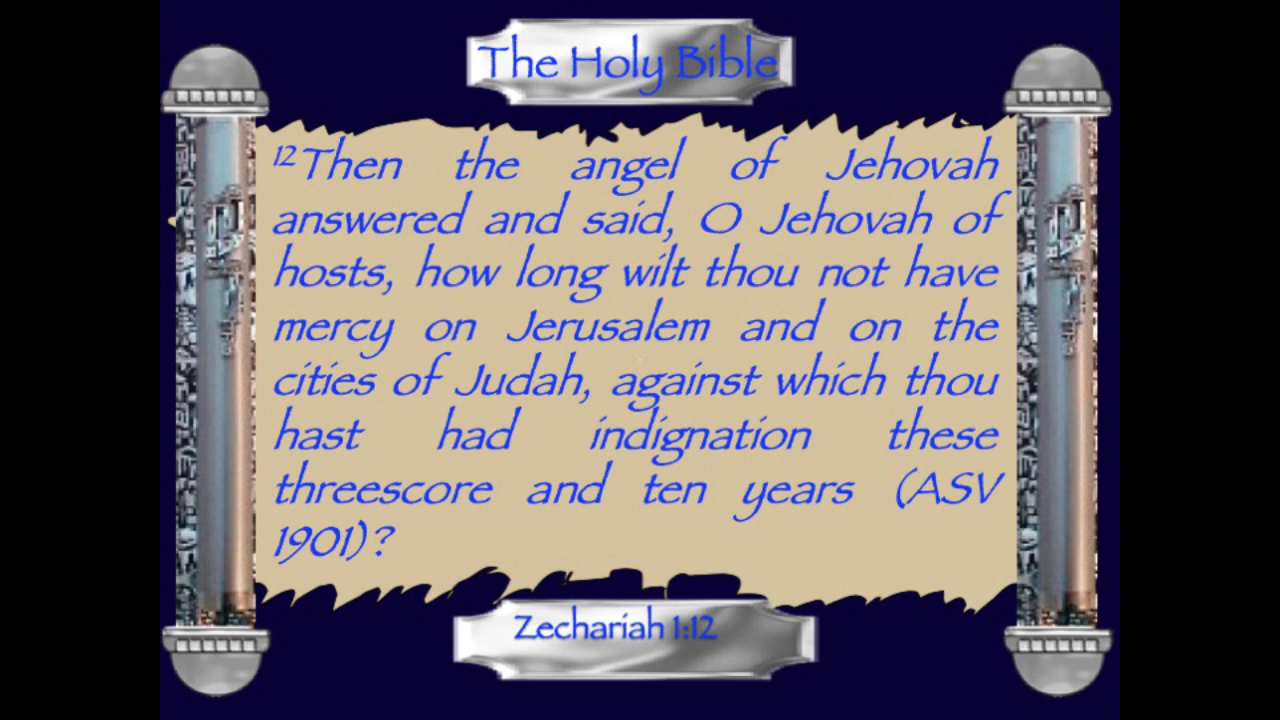 The Holy Bible
12Then the angel of Jehovah
answered and said, O Jehovah of
hosts, how long wilt thou not have
mercy on Jerusalem and on the
cities of Judah, against which thou
hast had indignation these
threescore and ten years (ASV
1901)?
Zechariah 1:12